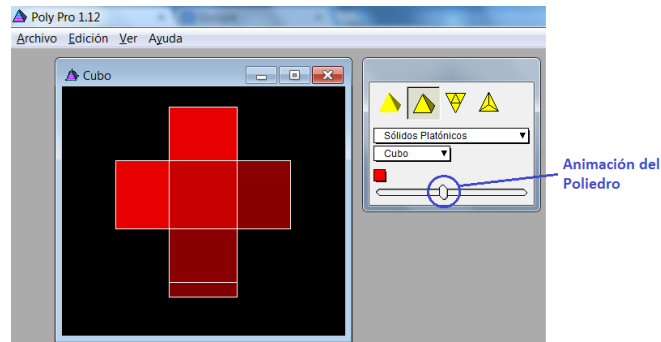 Poly Pro 1.12
Archivo Edición Ver Ayuda
Cubo
Sólidos Platónicos
Cubo
Animación del
Poliedro